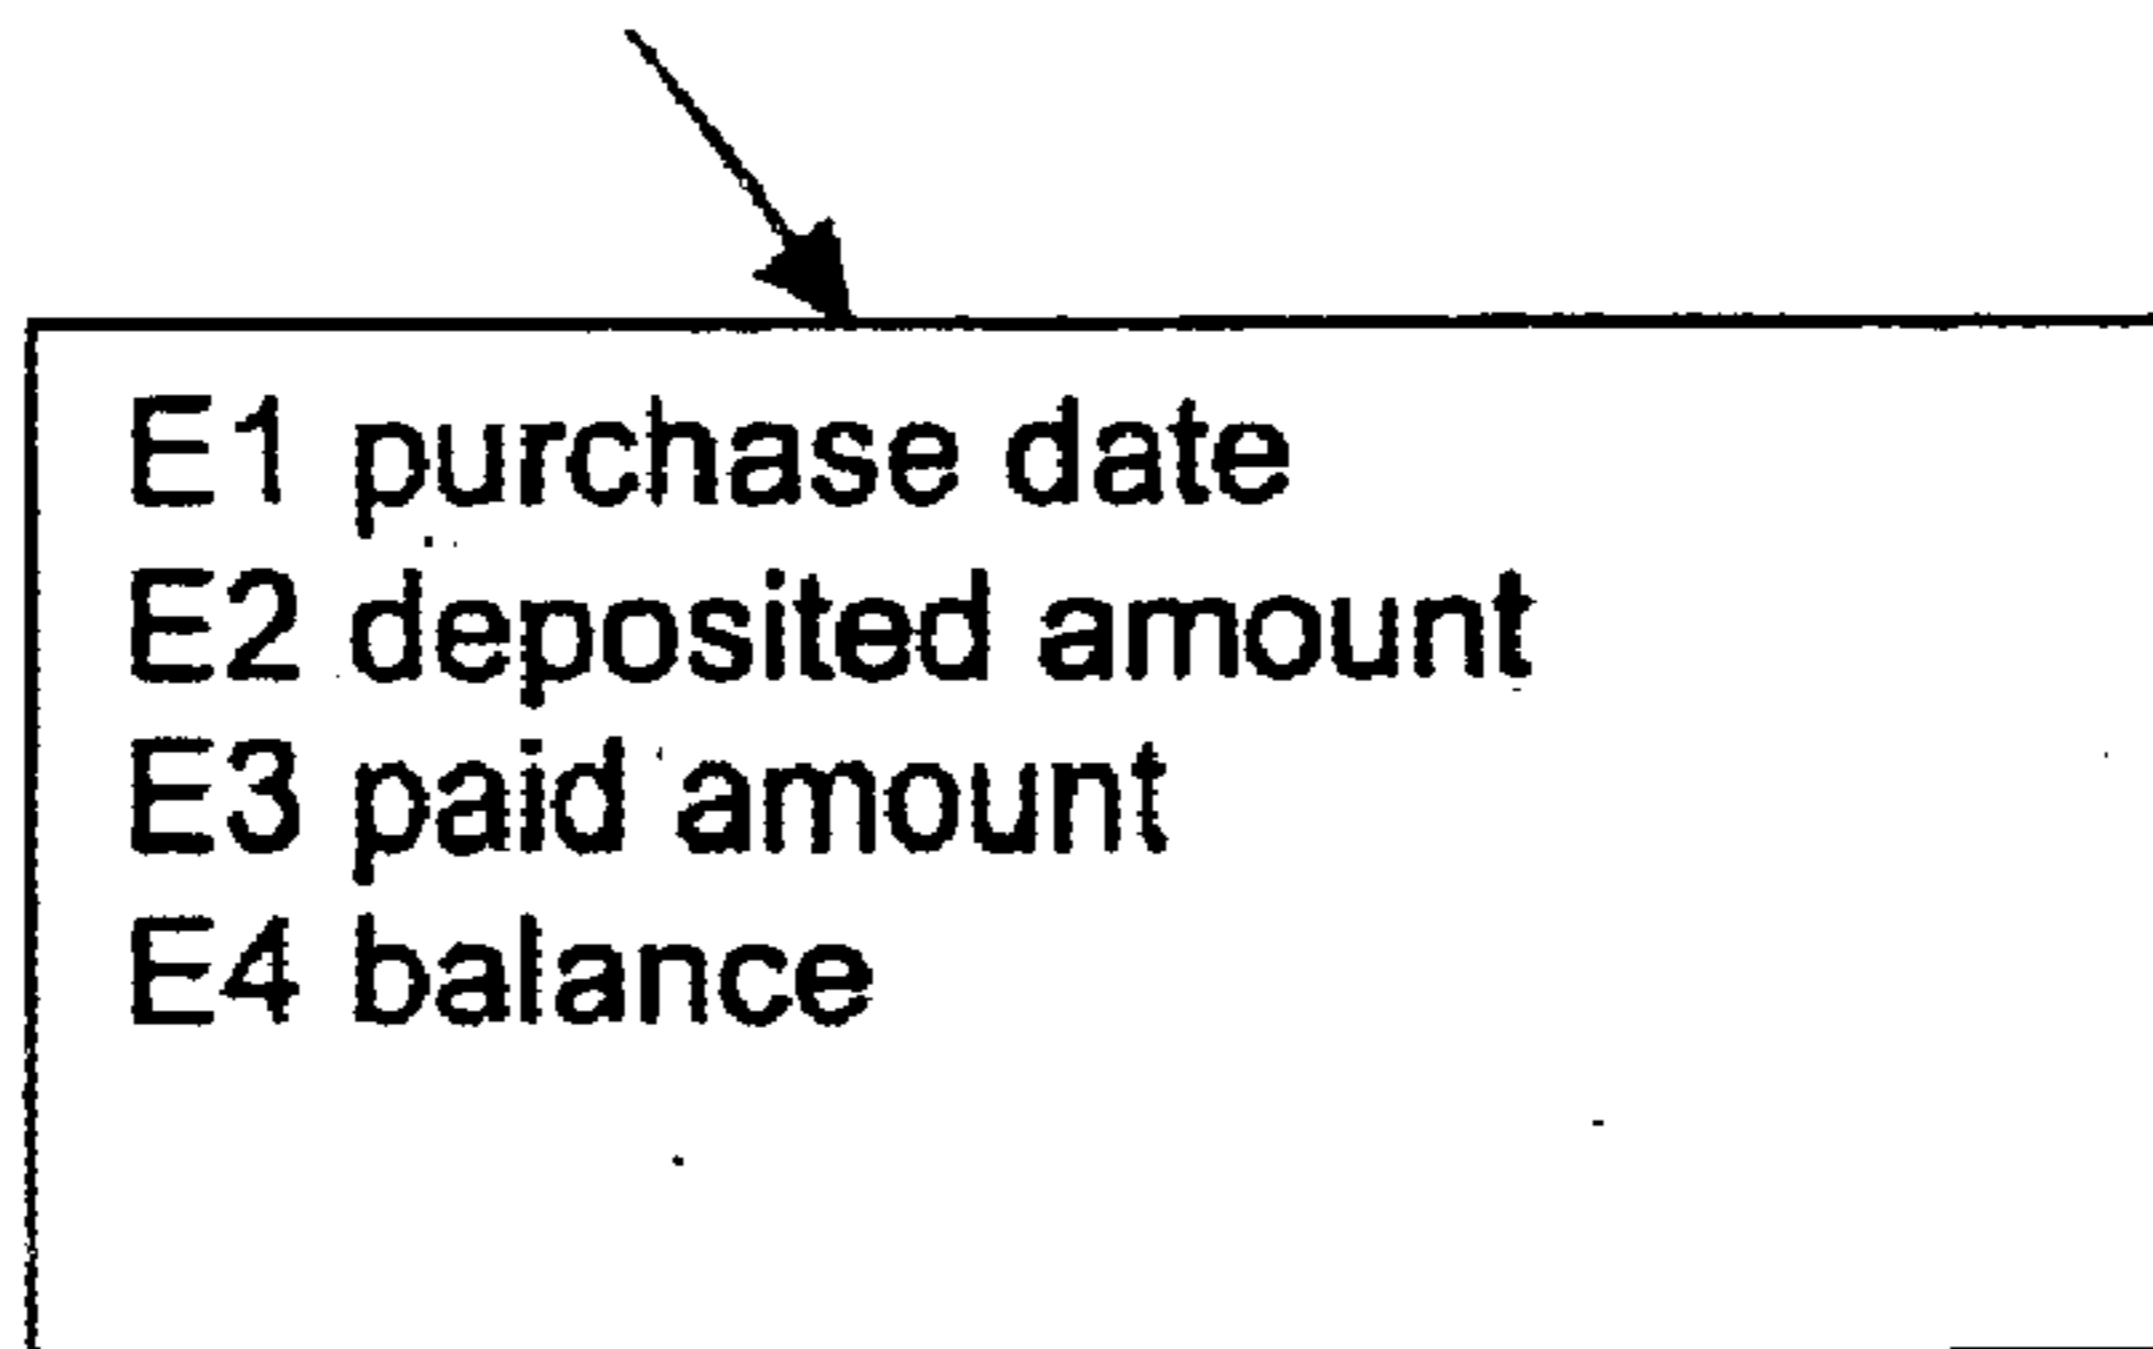 E1 purchase date
E2 deposited amount
E3 paid amount
E4 balance